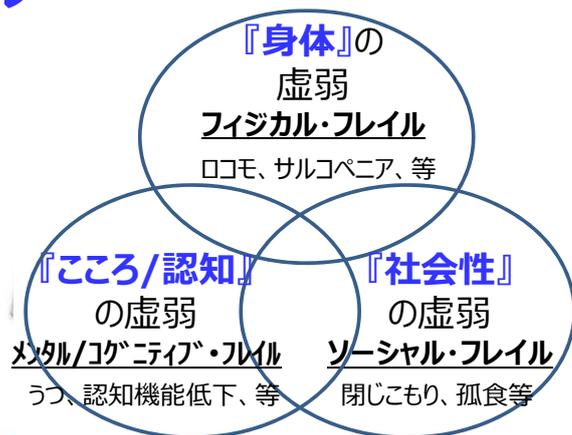 『身体』の
虚弱
フィジカル・フレイル
ロコモ、サルコペニア、等
『こころ/認知』
の虚弱
メンタル/コグニティブ・フレイル
うつ、認知機能低下、等
『社会性』
の虚弱
ソーシャル・フレイル
閉じこもり、孤食等